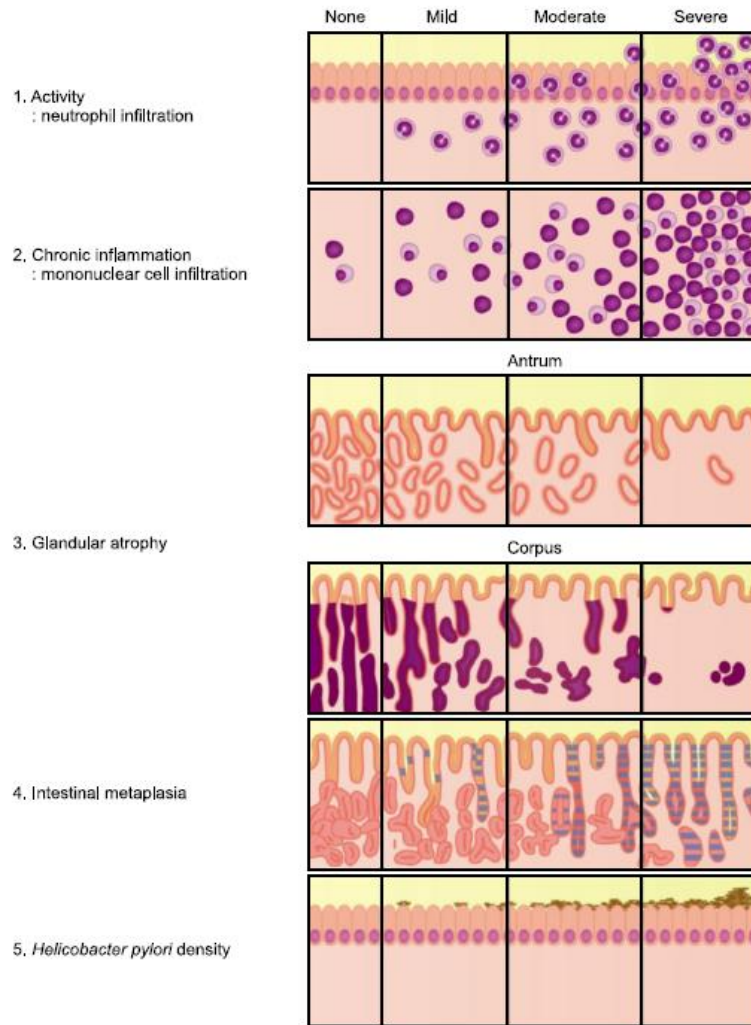 None Mild Moderate Severe
1. Activity
: neutrophil infiltration
2. Chronic inflammation
: mononuclear cell infiltration
Antrum
3. Glandular atrophy
Corpus
4. Intestinal metaplasia
5. Helicobacter pylori density